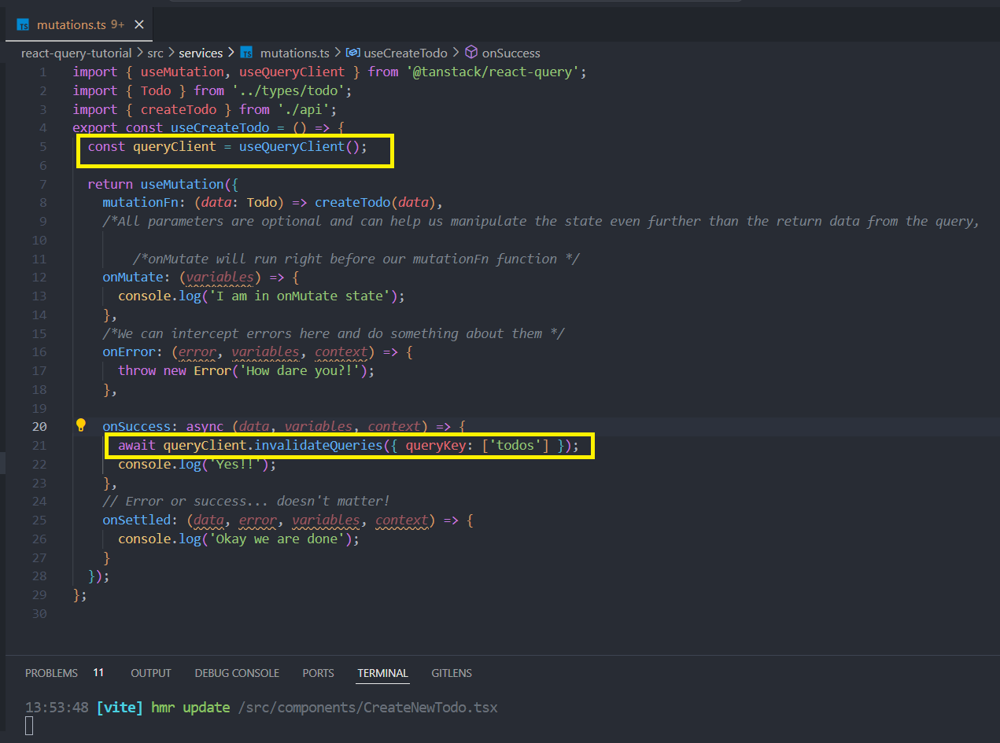 TS mutations.ts 9+
react-query-tutorial > src > services > TS mutations.ts > useCreateTodo > onSuccess
1 import { useMutation, useQueryClient } from '@tanstack/react-query';
2 import { Todo } from '../types/todo';
3 import { createTodo } from './api';
4 export const useCreateTodo = () => {
5 const queryClient = useQueryClient();
6
7 return useMutation({
8 mutationFn: (data: Todo) => createTodo(data),
9 /*All parameters are optional and can help us manipulate the state even further than the return data from the query,
10
11 /*onMutate will run right before our mutationFn function */
12 onMutate: (variables) => {
13 console.log('I am in onMutate state');
14 },
15 /*We can intercept errors here and do something about them */
16 onError: (error, variables, context) => {
17 throw new Error('How dare you?!');
18 },
19
20 onSuccess: async (data, variables, context) => {
21 await queryClient.invalidateQueries({ queryKey: ['todos'] });
22 console.log('Yes!!');
23 },
24 // Error or success... doesn't matter!
25 onSettled: (data, error, variables, context) => {
26 console.log('Okay we are done');
27 }
28 });
29 };
30
PROBLEMS 11 OUTPUT DEBUG CONSOLE PORTS TERMINAL GITLENS
13:53:48 [vite] hmr update /src/components/CreateNewTodo.tsx